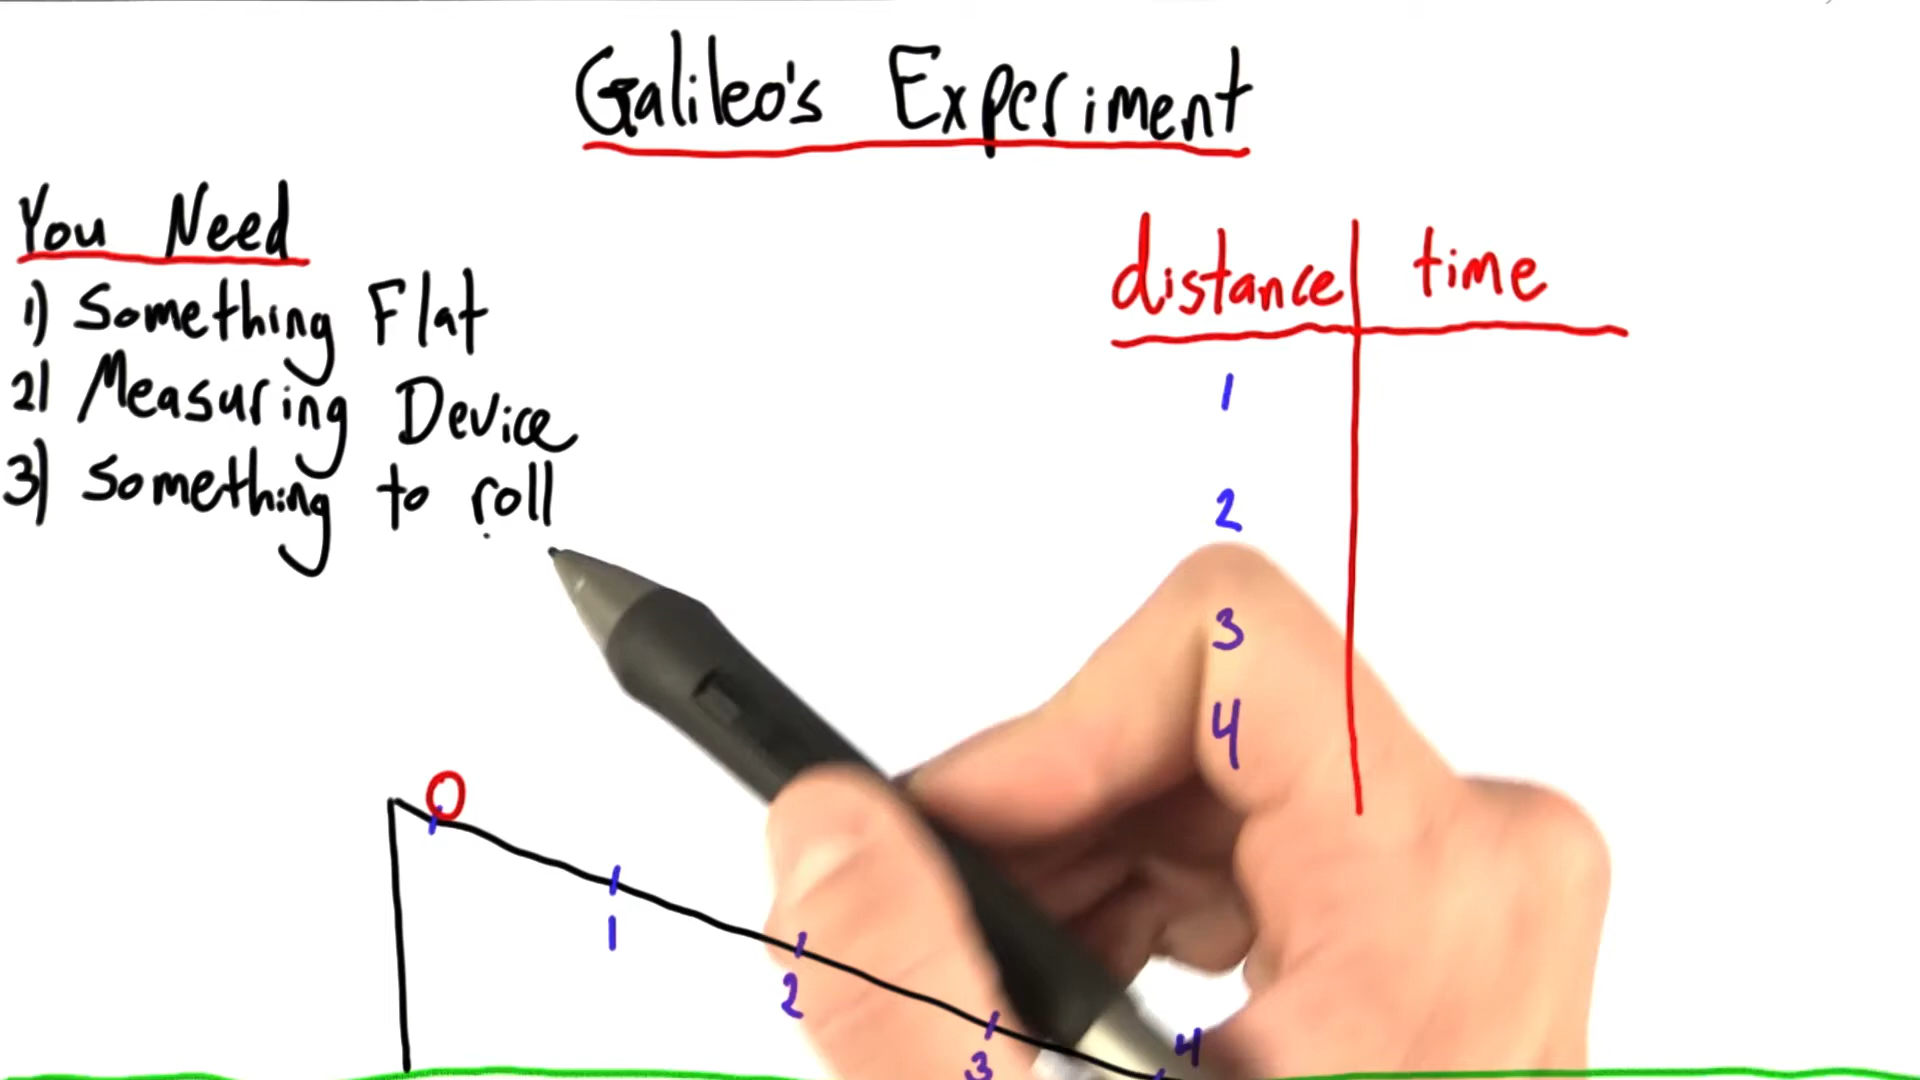 Galileo's Experiment
You Need
1) Something Flat
2) Measuring Device
3) Something to roll
distance time
1
2
3
4
1
2
3
4